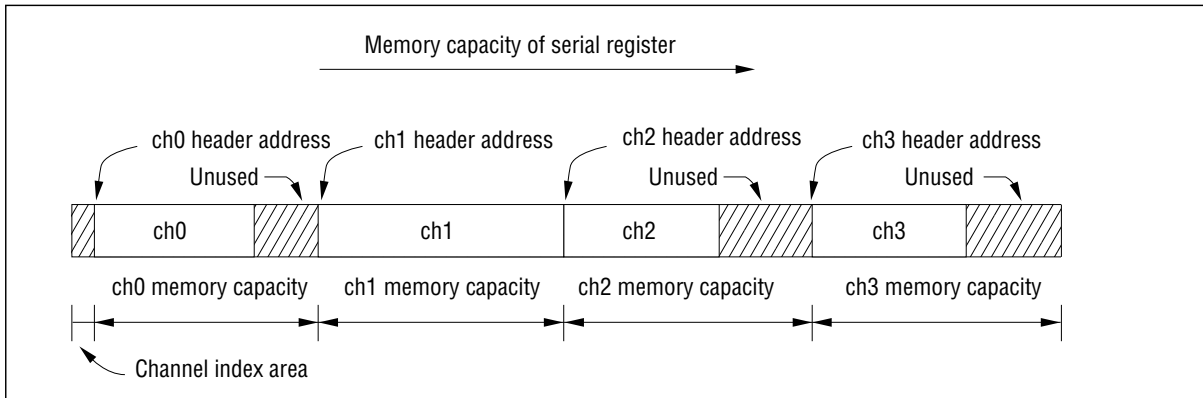 Memory capacity of serial register
ch0 header address
ch1 header address
ch2 header address
ch3 header address
Unused
Unused
Unused
ch0
ch1
ch2
ch3
ch0 memory capacity
ch1 memory capacity
ch2 memory capacity
ch3 memory capacity
Channel index area